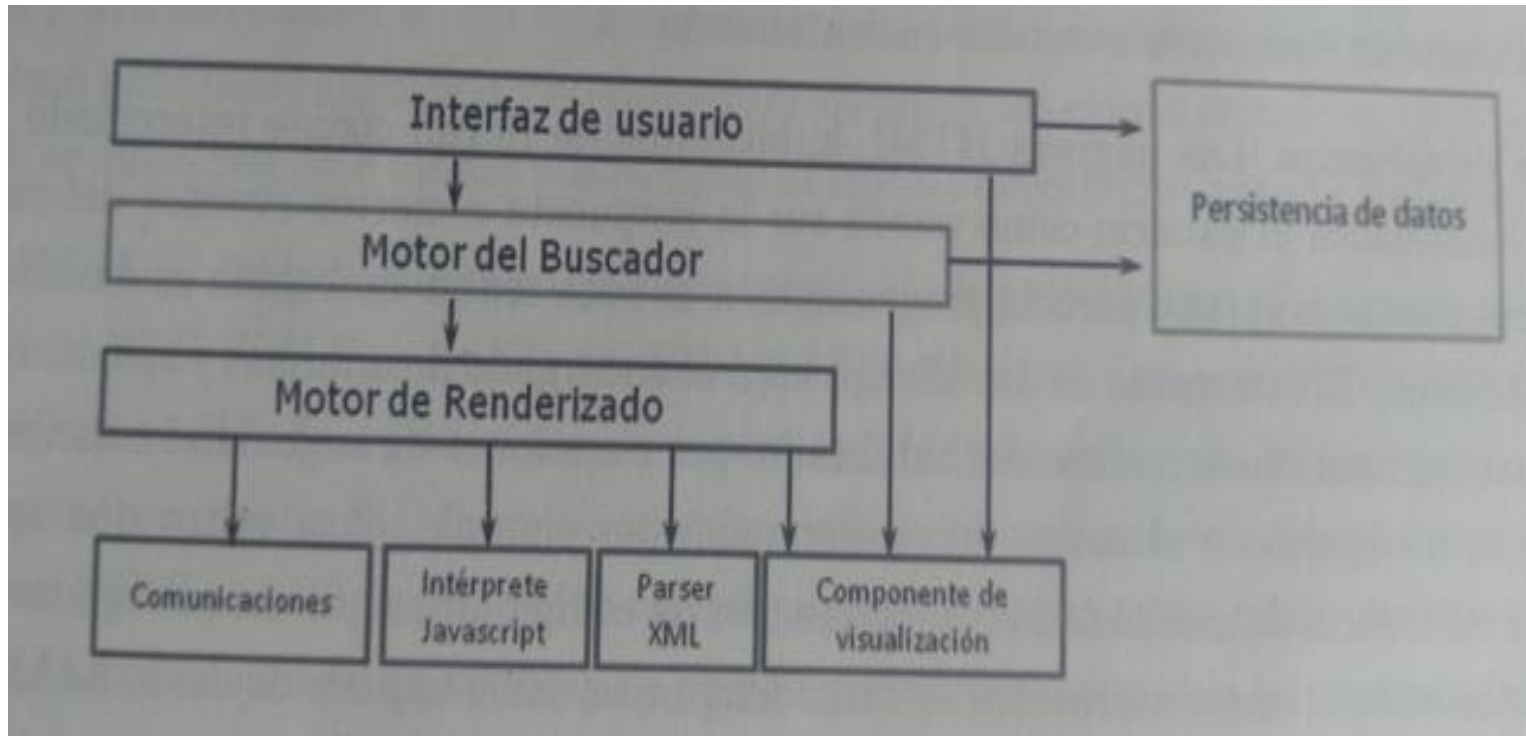 Interfaz de usuario
Persistencia de datos
Motor del Buscador
Motor de Renderizado
Comunicaciones
Intérprete
Javascript
Parser
XML
Componente de
visualización